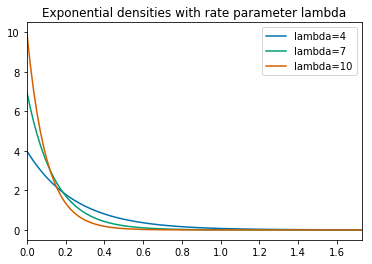 Exponential densities with rate parameter lambda
10
8
6
4
2
0
lambda=4
lambda=7
lambda=10
0.0 0.2 0.4 0.6 0.8 1.0 1.2 1.4 1.6